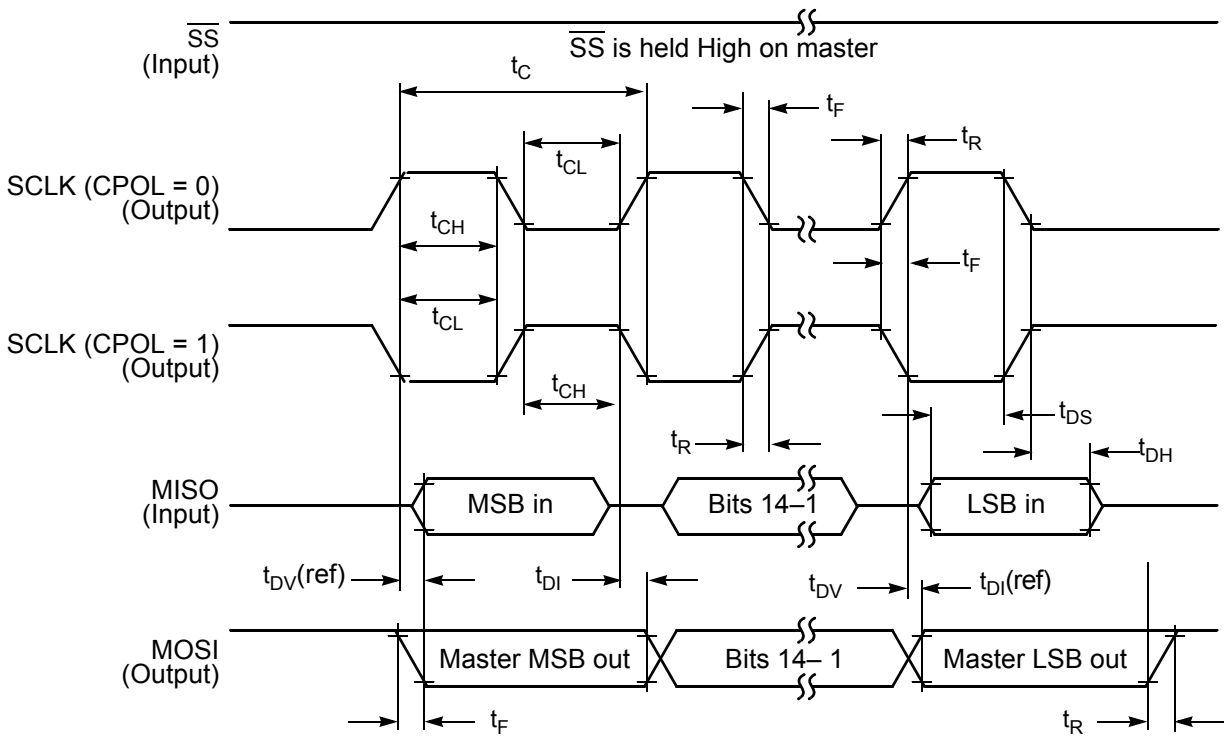 SS
(Input)
SS is held High on master
tC
tF
tR
tCL
SCLK (CPOL = 0)
(Output)
tCH
tF
tCL
SCLK (CPOL = 1)
(Output)
tCH
tDS
tR
tDH
MISO
(Input)
MSB in
Bits 14–1
LSB in
tDV(ref)
tDI
tDV
tDI(ref)
MOSI
(Output)
Master MSB out
Bits 14– 1
Master LSB out
tF
tR